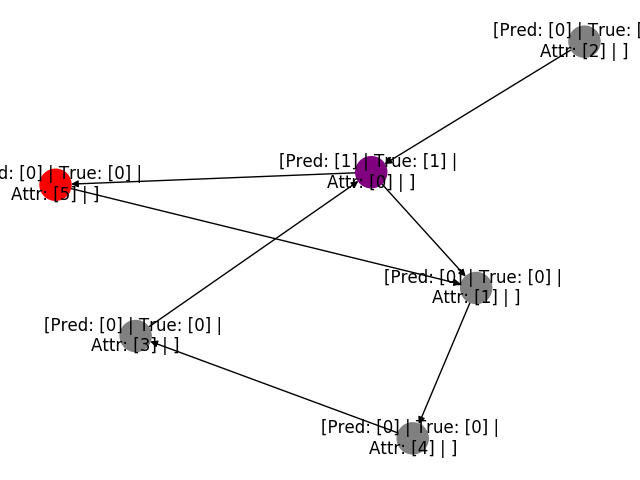 [Pred: [0] | True: [
Attr: [2] | ]
[Pred: [1] | True: [1] |
Attr: [0] | ]
d: [0] | True: [0] |
Attr: [5] | ]
[Pred: [0] | True: [0] |
Attr: [1] | ]
[Pred: [0] | True: [0] |
Attr: [3] | ]
[Pred: [0] | True: [0] |
Attr: [4] | ]